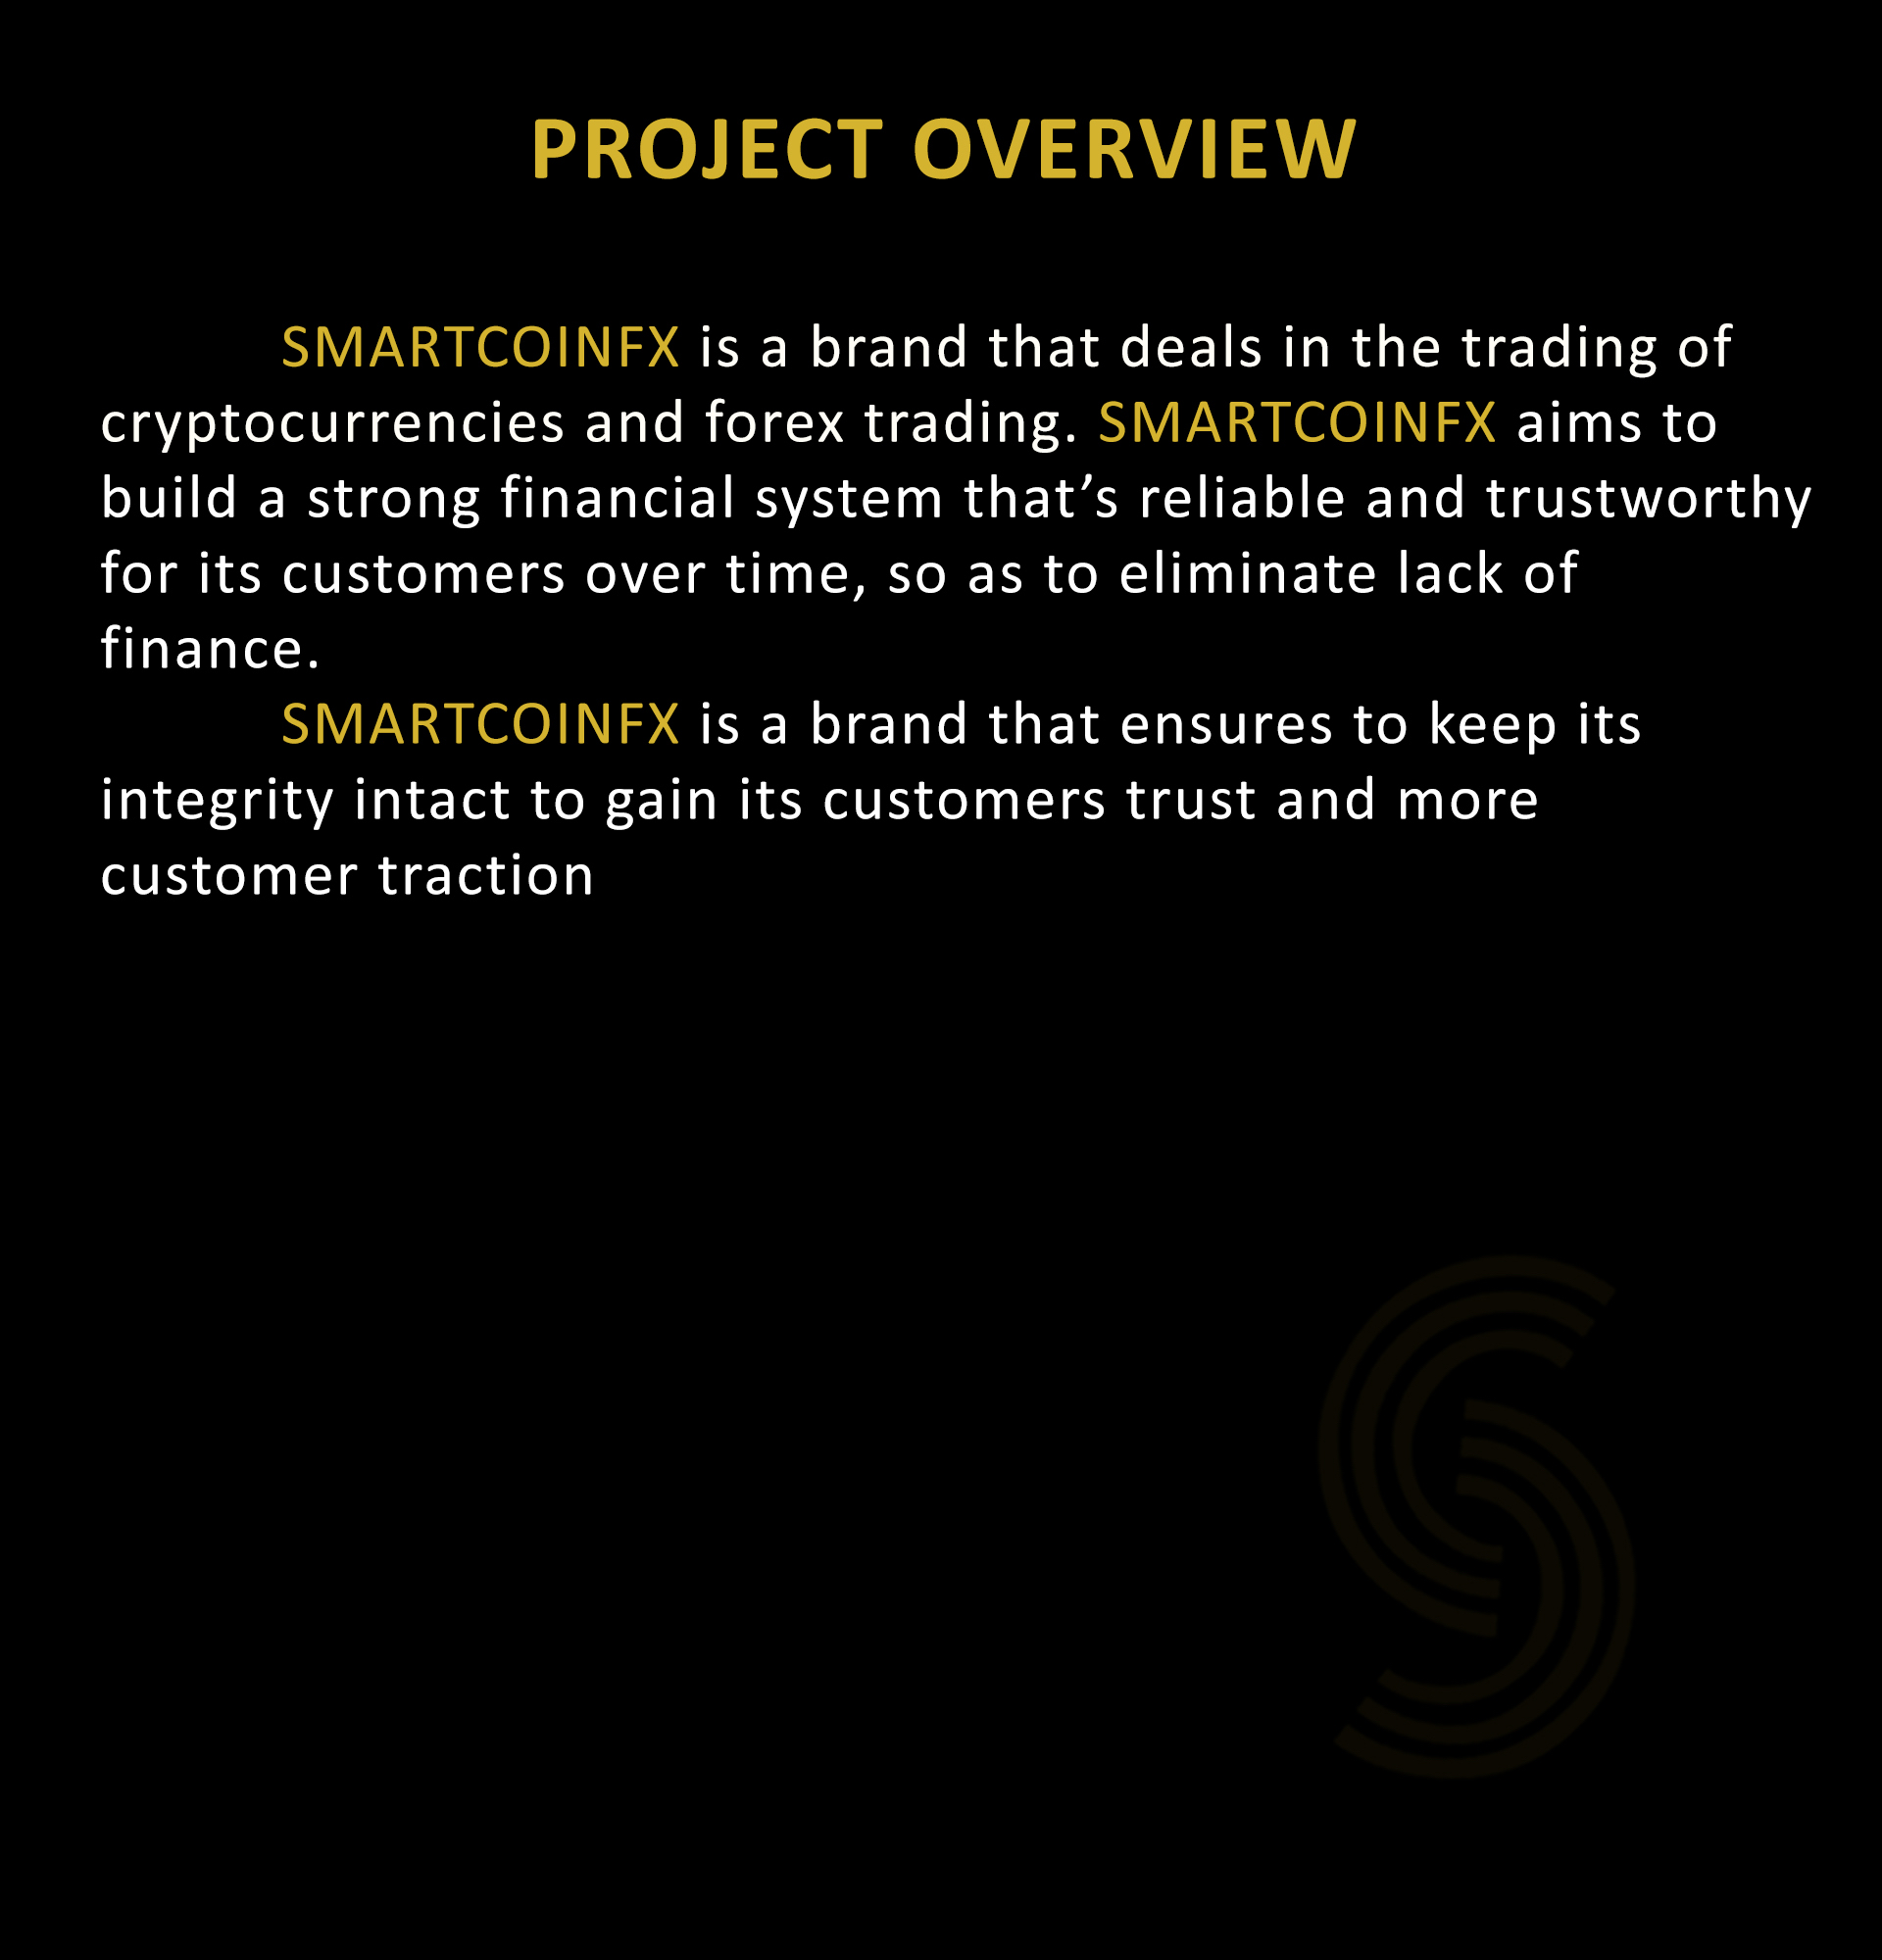 PROJECT OVERVIEW
SMARTCOINFX is a brand that deals in the trading of
cryptocurrencies and forex trading. SMARTCOINFX aims to
build a strong financial system that’s reliable and trustworthy
for its customers over time, so as to eliminate lack of
finance.
SMARTCOINFX is a brand that ensures to keep its
integrity intact to gain its customers trust and more
customer traction